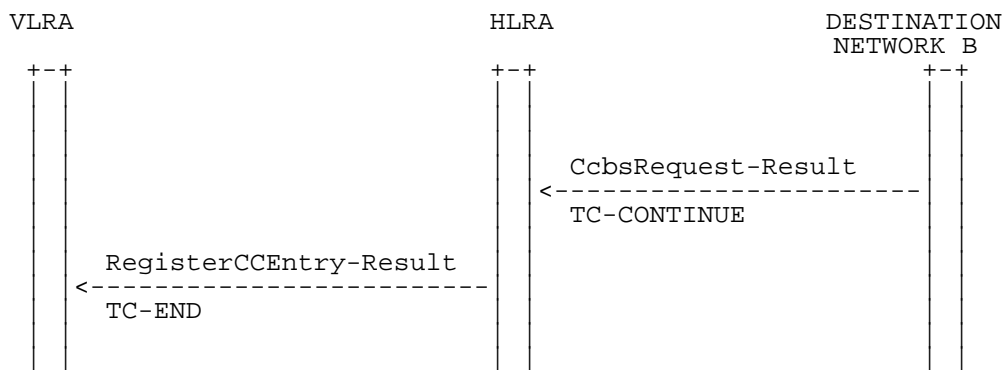 VLRA HLRA DESTINATION
NETWORK B
CcbsRequest-Result
TC-CONTINUE
RegisterCCEntry-Result
TC-END